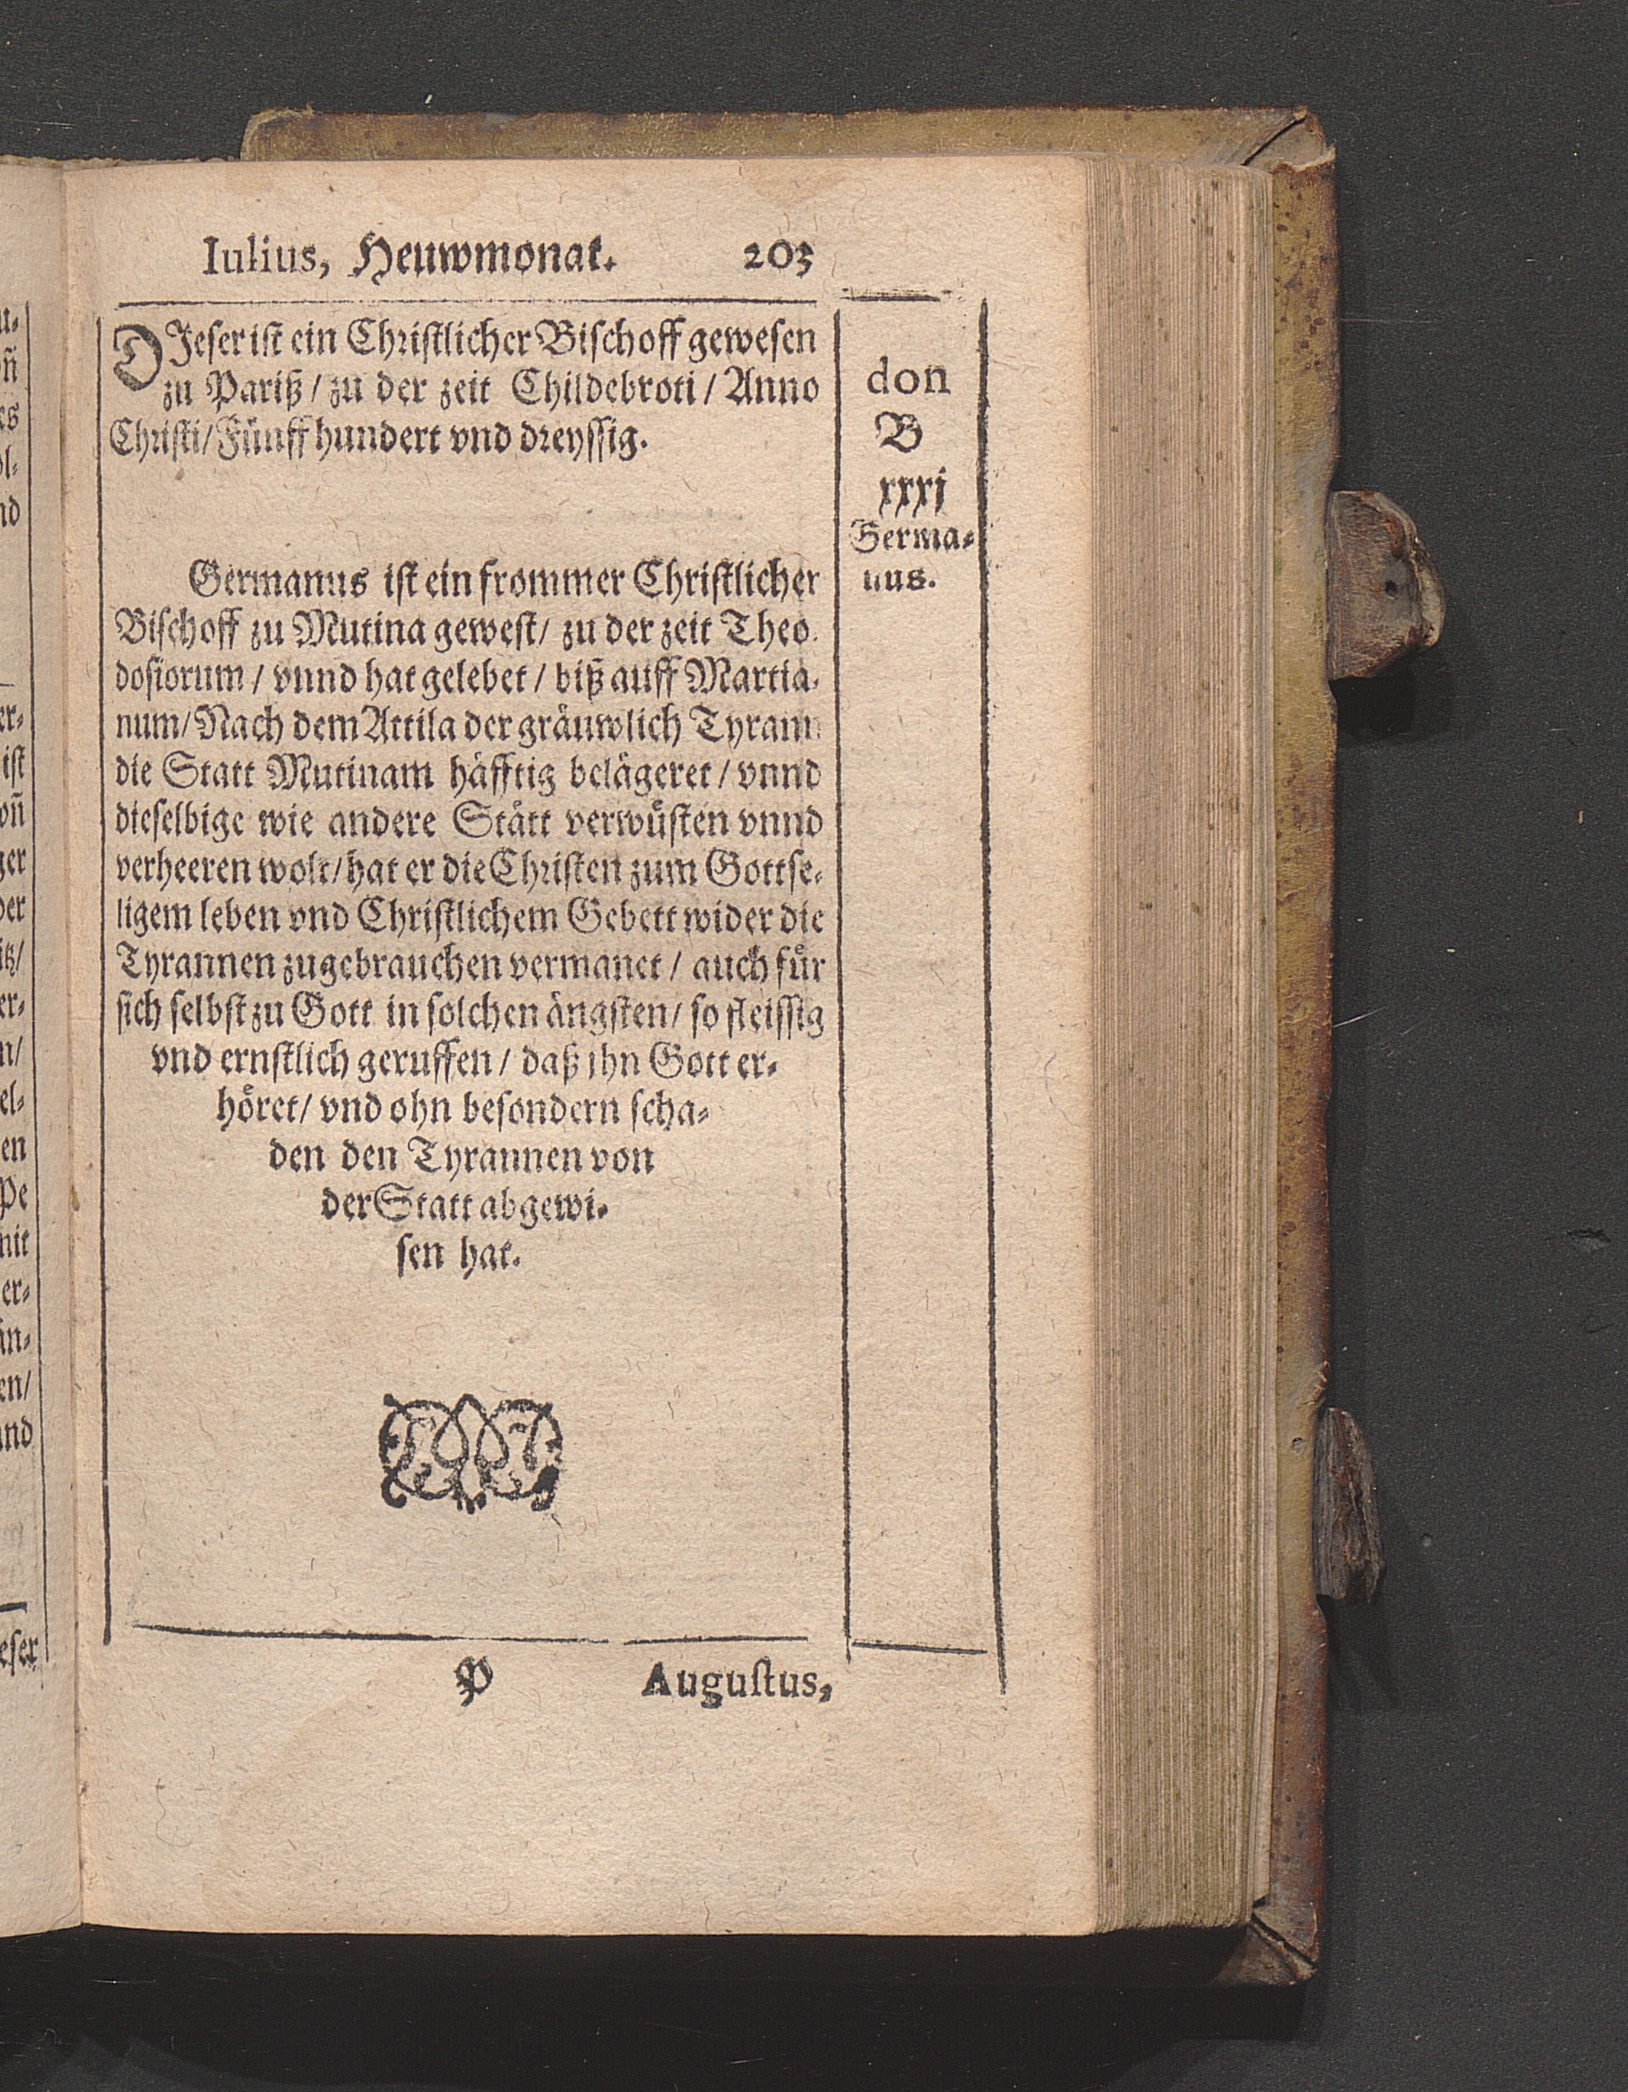 Iulius, Heuwmonat. 203
DJeser ist ein Christlicher Bischoff gewesen
zu Pariß / zu der zeit Childebroti / Anno
Christi / Fünff hundert vnd dreyssig.
don
B
xxxj
Germa-
nus.
Germanus ist ein frommer Christlicher
Bischoff zu Mutina gewest / zu der zeit Theo-
dosiorum / vnnd hat gelebet / biß auff Martia-
num / Nach dem Attila der gräuwlich Tyrann
die Statt Mutinam häfftig belägeret / vnnd
dieselbige wie andere Stätt verwüsten vnnd
verheeren wolt / hat er die Christen zum Gottse-
ligem leben vnd Christlichem Gebett wider die
Tyrannen zugebrauchen vermanet / auch für
sich selbst zu Gott in solchen ängsten / so fleissig
vnd ernstlich geruffen / daß jhn Gott er-
höret / vnd ohn besondern scha-
den den Tyrannen von
der Statt abgewi-
sen hat.
P Augustus,